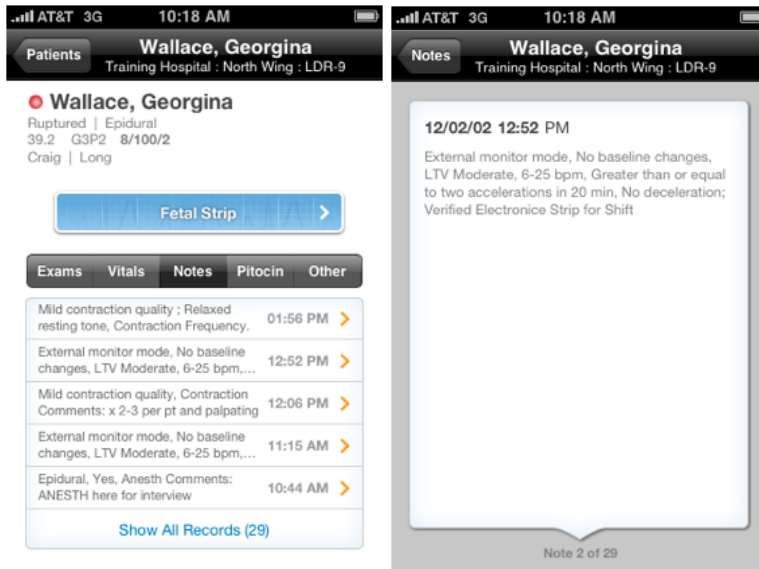 AT&T 3G 10:18 AM
Patients
Wallace, Georgina
Training Hospital : North Wing : LDR-9
Wallace, Georgina
Ruptured | Epidural
39.2 G3P2 8/100/2
Craig | Long
Fetal Strip
Exams Vitals Notes Pitocin Other
Mild contraction quality ; Relaxed
resting tone, Contraction Frequency.
01:56 PM
External monitor mode, No baseline
changes, LTV Moderate, 6-25 bpm,...
12:52 PM
Mild contraction quality, Contraction
Comments: x 2-3 per pt and palpating
12:06 PM
External monitor mode, No baseline
changes, LTV Moderate, 6-25 bpm,...
11:15 AM
Epidural, Yes, Anesth Comments:
ANESTH here for interview
10:44 AM
Show All Records (29)
AT&T 3G 10:18 AM
Notes
Wallace, Georgina
Training Hospital : North Wing : LDR-9
12/02/02 12:52 PM
External monitor mode, No baseline changes,
LTV Moderate, 6-25 bpm, Greater than or equal
to two accelerations in 20 min, No deceleration;
Verified Electronice Strip for Shift
Note 2 of 29